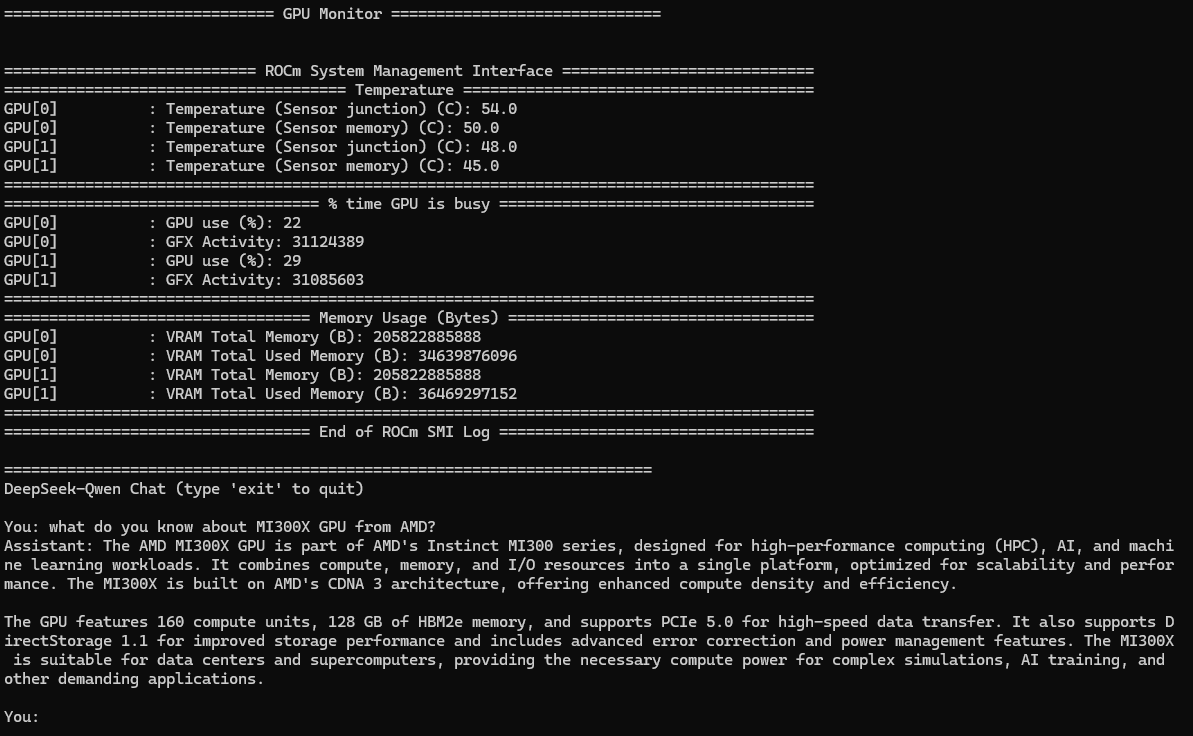 ============================== GPU Monitor ==============================
============================ ROCm System Management Interface ============================
========================================= Temperature =======================================
GPU[0]          : Temperature (Sensor junction) (C): 54.0
GPU[0]          : Temperature (Sensor memory) (C): 50.0
GPU[1]          : Temperature (Sensor junction) (C): 48.0
GPU[1]          : Temperature (Sensor memory) (C): 45.0
==========================================================================================
=================================== % time GPU is busy ===================================
GPU[0]          : GPU use (%): 22
GPU[0]          : GFX Activity: 31124389
GPU[1]          : GPU use (%): 29
GPU[1]          : GFX Activity: 31085603
==========================================================================================
================================== Memory Usage (Bytes) ==================================
GPU[0]          : VRAM Total Memory (B): 205822885888
GPU[0]          : VRAM Total Used Memory (B): 34639876096
GPU[1]          : VRAM Total Memory (B): 205822885888
GPU[1]          : VRAM Total Used Memory (B): 36469297152
==========================================================================================
================================== End of ROCm SMI Log ===================================
========================================================================
DeepSeek-Qwen Chat (type 'exit' to quit)
You: what do you know about MI300X GPU from AMD?
Assistant: The AMD MI300X GPU is part of AMD's Instinct MI300 series, designed for high-performance computing (HPC), AI, and machi
ne learning workloads. It combines compute, memory, and I/O resources into a single platform, optimized for scalability and perfor
mance. The MI300X is built on AMD's CDNA 3 architecture, offering enhanced compute density and efficiency.
The GPU features 160 compute units, 128 GB of HBM2e memory, and supports PCIe 5.0 for high-speed data transfer. It also supports D
irectStorage 1.1 for improved storage performance and includes advanced error correction and power management features. The MI300X
 is suitable for data centers and supercomputers, providing the necessary compute power for complex simulations, AI training, and
other demanding applications.
You: